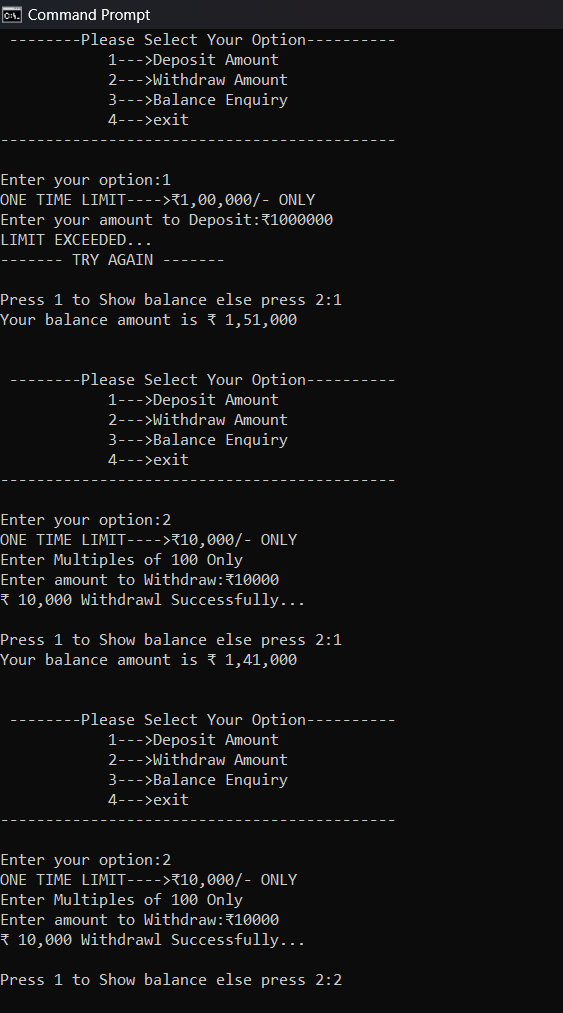 Command Prompt
--------Please Select Your Option----------
1--->Deposit Amount
2--->Withdraw Amount
3--->Balance Enquiry
4--->exit
--------------------------------------------
Enter your option:1
ONE TIME LIMIT---->₹1,00,000/- ONLY
Enter your amount to Deposit:₹1000000
LIMIT EXCEEDED...
------- TRY AGAIN -------
Press 1 to Show balance else press 2:1
Your balance amount is ₹ 1,51,000
--------Please Select Your Option----------
1--->Deposit Amount
2--->Withdraw Amount
3--->Balance Enquiry
4--->exit
--------------------------------------------
Enter your option:2
ONE TIME LIMIT---->₹10,000/- ONLY
Enter Multiples of 100 Only
Enter amount to Withdraw:₹10000
₹ 10,000 Withdrawl Successfully...
Press 1 to Show balance else press 2:1
Your balance amount is ₹ 1,41,000
--------Please Select Your Option----------
1--->Deposit Amount
2--->Withdraw Amount
3--->Balance Enquiry
4--->exit
--------------------------------------------
Enter your option:2
ONE TIME LIMIT---->₹10,000/- ONLY
Enter Multiples of 100 Only
Enter amount to Withdraw:₹10000
₹ 10,000 Withdrawl Successfully...
Press 1 to Show balance else press 2:2